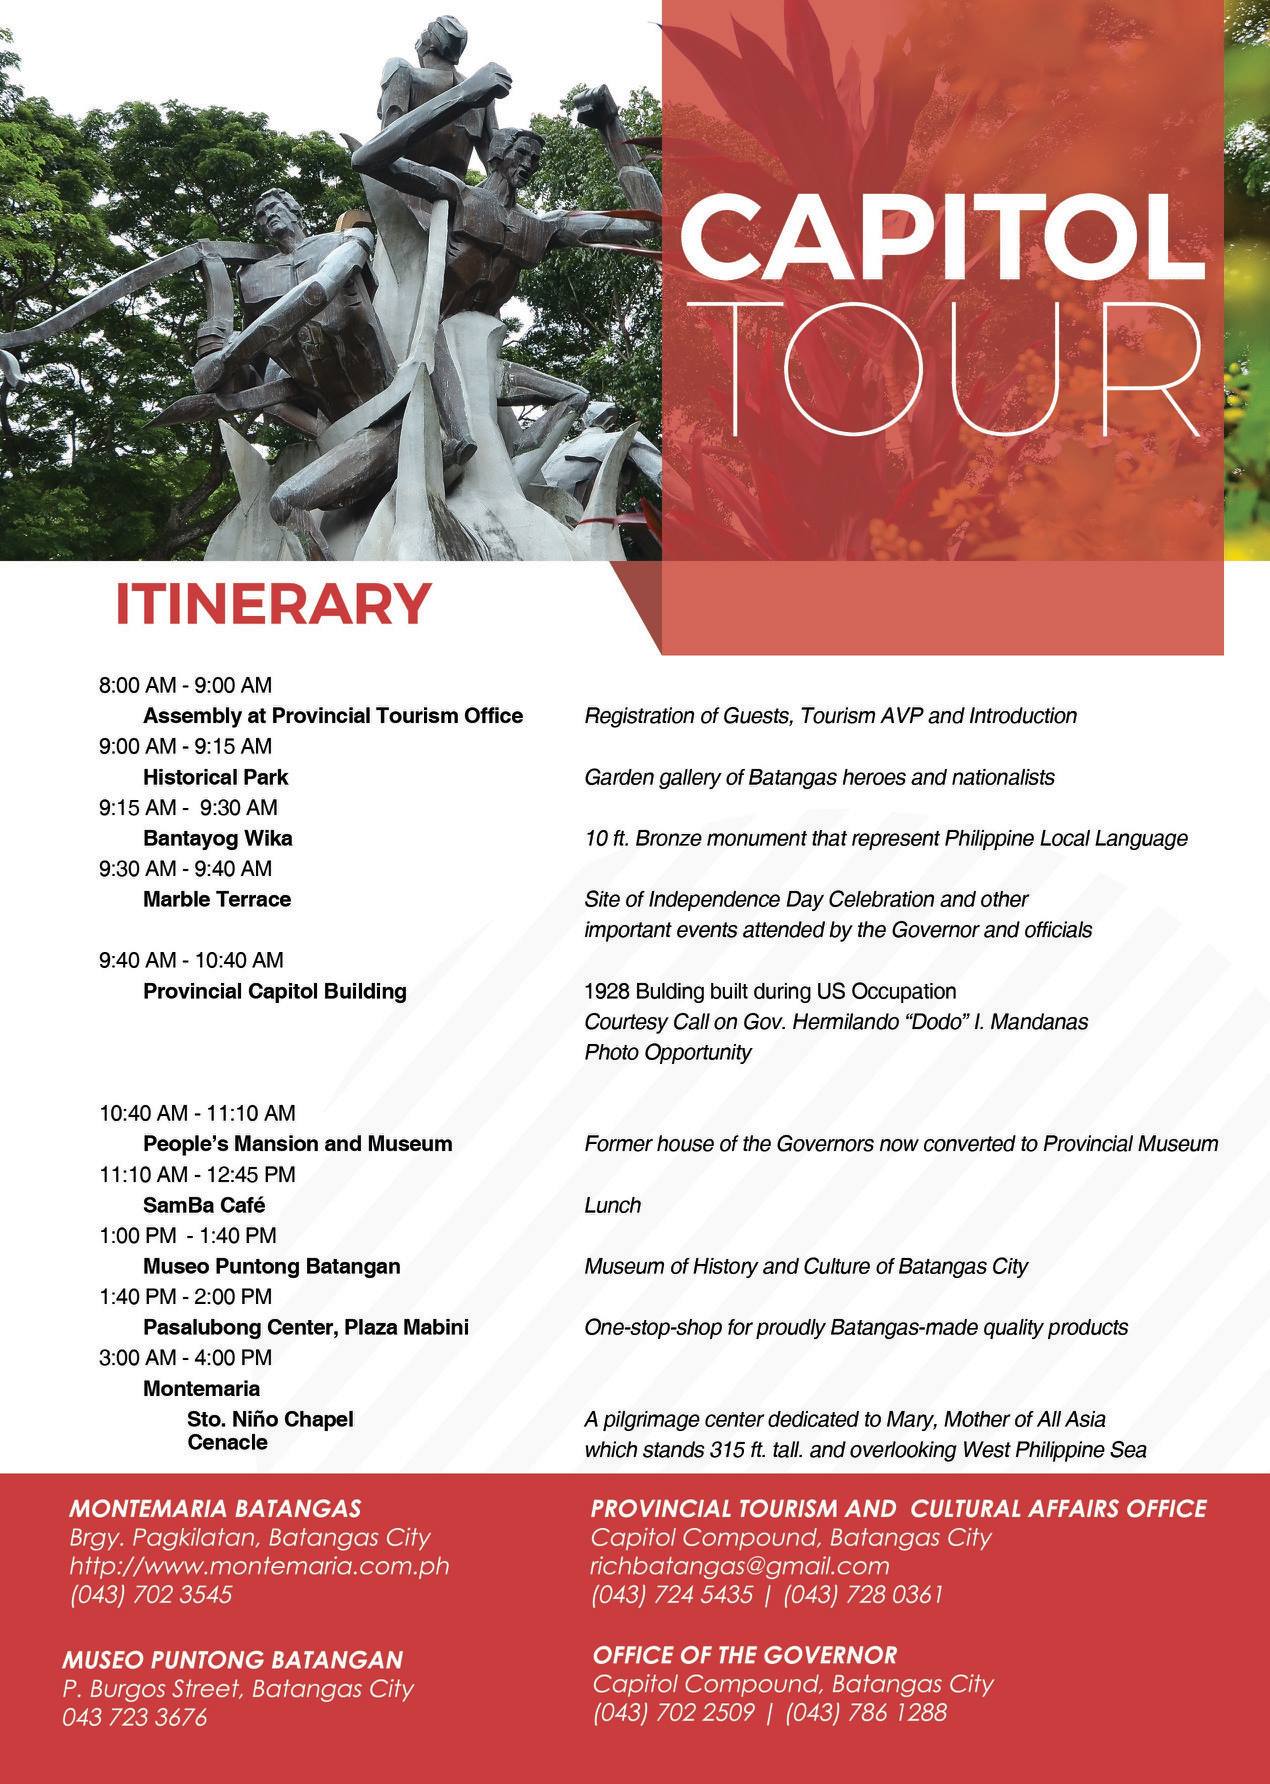 CAPITOL
TOUR
ITINERARY
8:00 AM - 9:00 AM
Assembly at Provincial Tourism Office Registration of Guests, Tourism AVP and Introduction
9:00 AM - 9:15 AM
Historical Park Garden gallery of Batangas heroes and nationalists
9:15 AM - 9:30 AM
Bantayog Wika 10 ft. Bronze monument that represent Philippine Local Language
9:30 AM - 9:40 AM
Marble Terrace Site of Independence Day Celebration and other
important events attended by the Governor and officials
9:40 AM - 10:40 AM
Provincial Capitol Building 1928 Bulding built during US Occupation
Courtesy Call on Gov. Hermilando “Dodo” I. Mandanas
Photo Opportunity
10:40 AM - 11:10 AM
People’s Mansion and Museum Former house of the Governors now converted to Provincial Museum
11:10 AM - 12:45 PM
SamBa Café Lunch
1:00 PM - 1:40 PM
Museo Puntong Batangan Museum of History and Culture of Batangas City
1:40 PM - 2:00 PM
Pasalubong Center, Plaza Mabini One-stop-shop for proudly Batangas-made quality products
3:00 AM - 4:00 PM
Montemaria
Sto. Niño Chapel A pilgrimage center dedicated to Mary, Mother of All Asia
Cenacle which stands 315 ft. tall. and overlooking West Philippine Sea
MONTEMARIA BATANGAS
Brgy. Pagkilatan, Batangas City
http://www.montemaria.com.ph
(043) 702 3545
MUSEO PUNTONG BATANGAN
P. Burgos Street, Batangas City
043 723 3676
PROVINCIAL TOURISM AND CULTURAL AFFAIRS OFFICE
Capitol Compound, Batangas City
richbatangas@gmail.com
(043) 724 5435 | (043) 728 0361
OFFICE OF THE GOVERNOR
Capitol Compound, Batangas City
(043) 702 2509 | (043) 786 1288